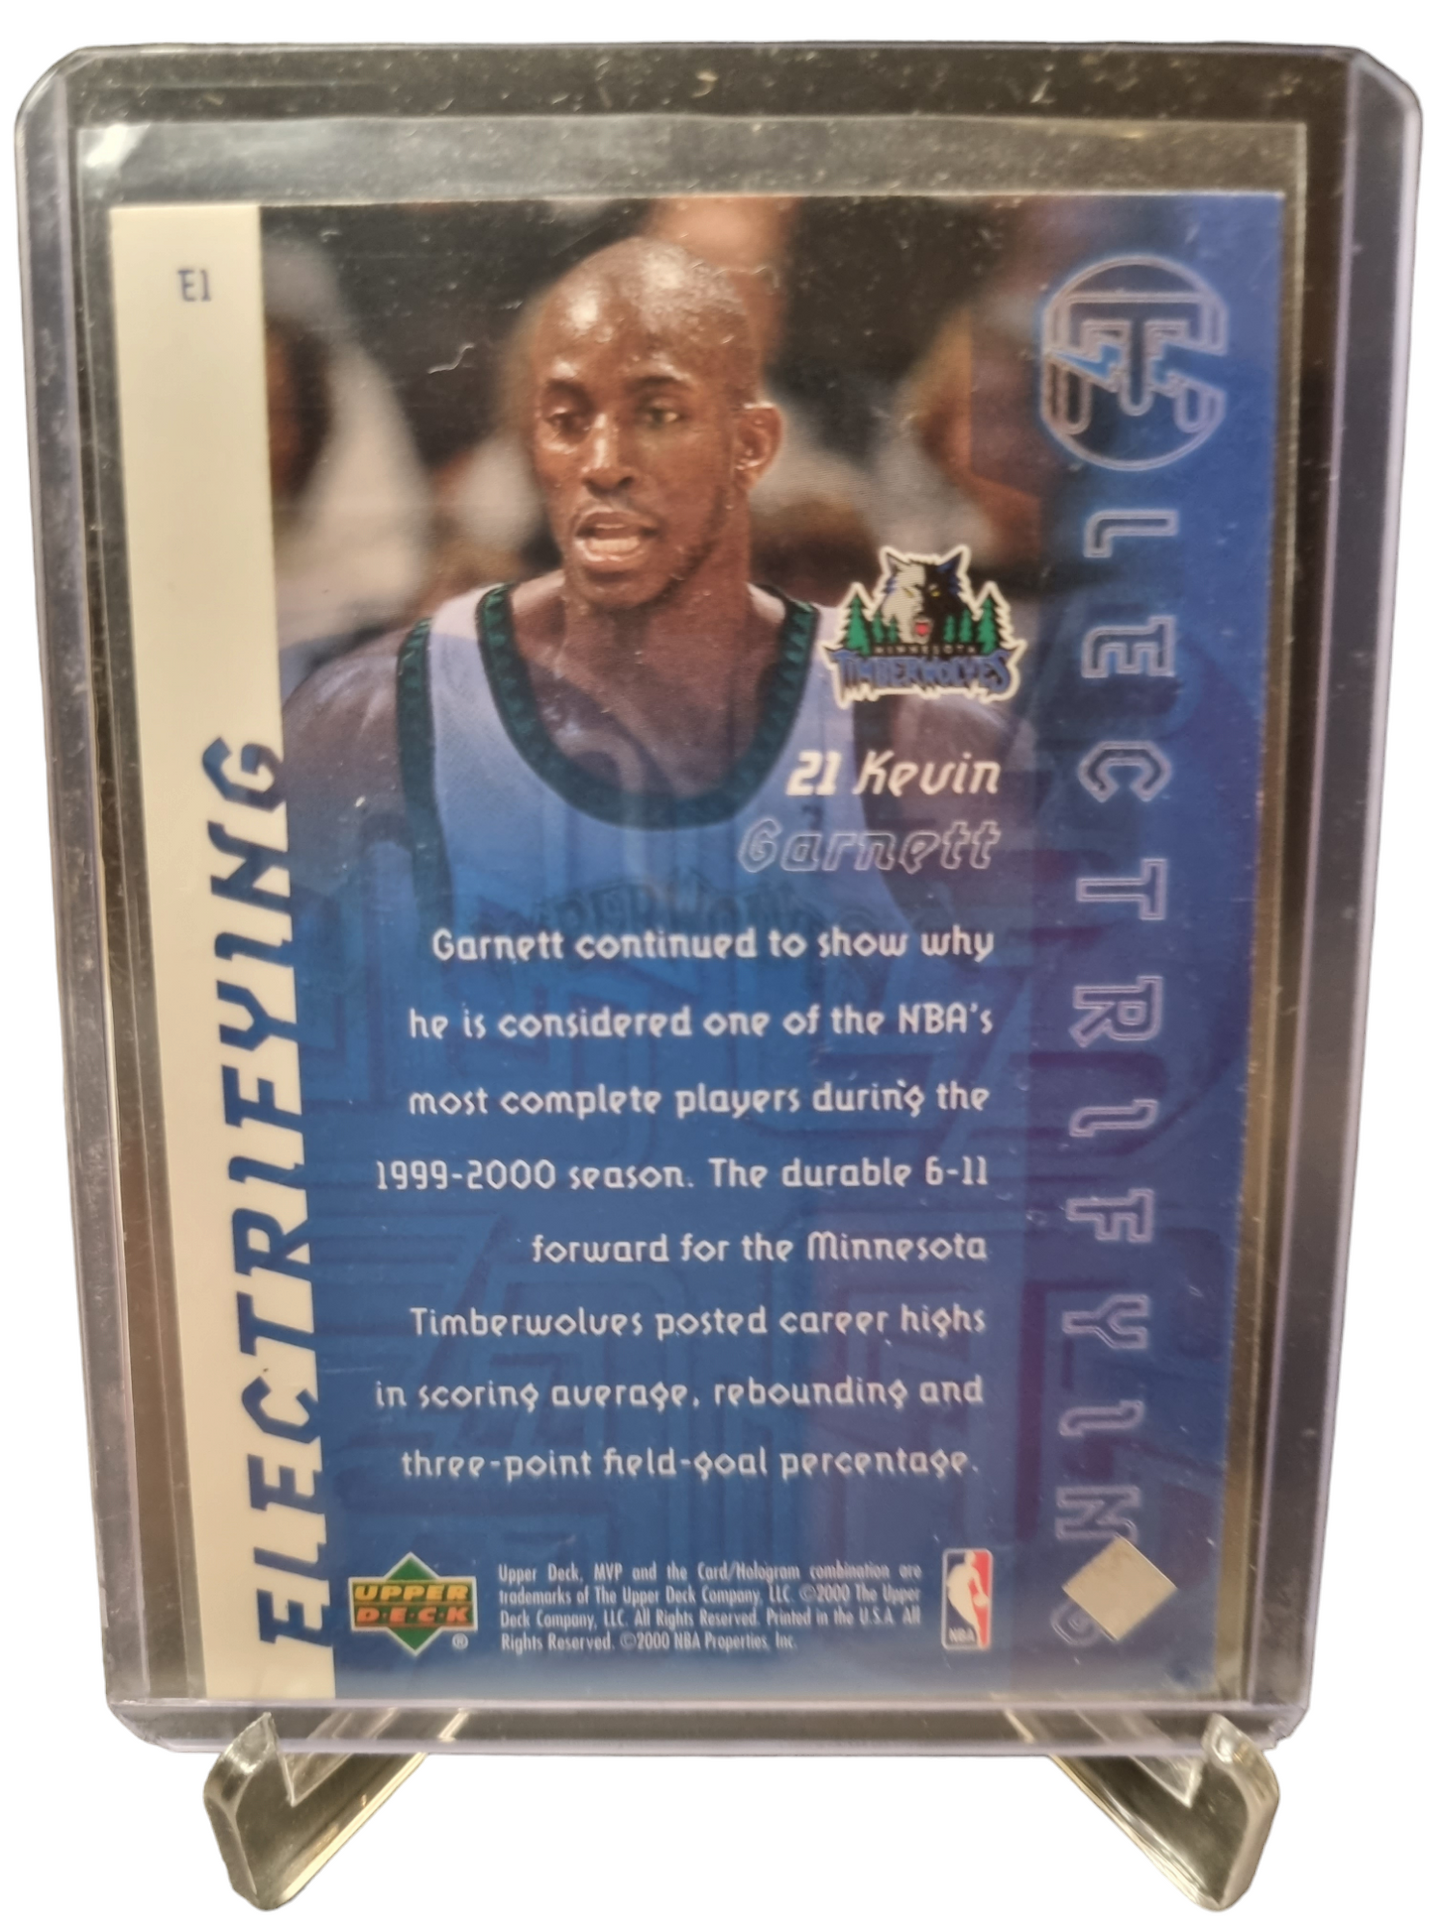 E1
ELECTRIFYING
ELECTRIFYING
MINNESOTA
TIMBERWOLVES
21 Kevin
Garnett
Garnett continued to show why
he is considered one of the NBA's
most complete players during the
1999-2000 season. The durable 6-11
forward for the Minnesota
Timberwolves posted career highs
in scoring average, rebounding and
three-point field-goal percentage.
UPPER
DECK
®
Upper Deck, MVP and the Card/Hologram combination are
trademarks of The Upper Deck Company, LLC. ©2000 The Upper
Deck Company, LLC. All Rights Reserved. Printed in the U.S.A. All
Rights Reserved. ©2000 NBA Properties, Inc.
NBA